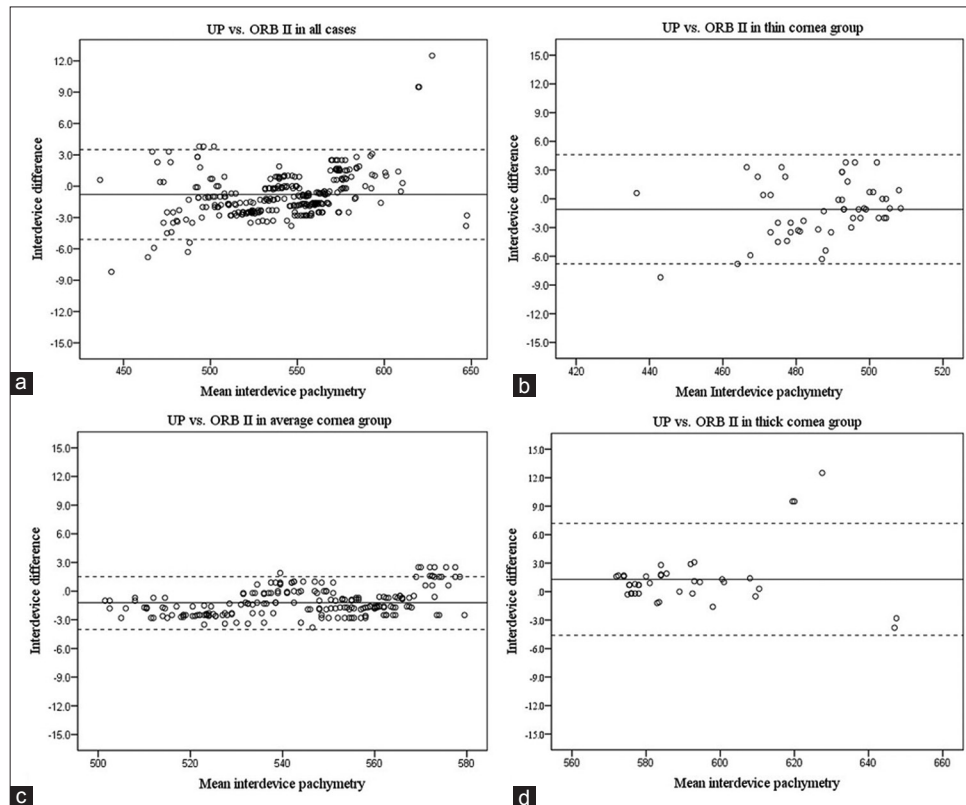 UP vs. ORB II in all cases
12.0
9.0
6.0
3.0
.0
-3.0
-6.0
-9.0
-12.0
-15.0
Interdevice difference
450 500 550 600 650
Mean interdevice pachymetry
a
UP vs. ORB II in thin cornea group
15.0
12.0
9.0
6.0
3.0
.0
-3.0
-6.0
-9.0
-12.0
-15.0
Interdevice difference
420 440 460 480 500 520
Mean Interdevice pachymetry
b
UP vs. ORB II in average cornea group
15.0
12.0
9.0
6.0
3.0
.0
-3.0
-6.0
-9.0
-12.0
-15.0
Interdevice difference
500 520 540 560 580
Mean interdevice pachymetry
c
UP vs. ORB II in thick cornea group
15.0
12.0
9.0
6.0
3.0
.0
-3.0
-6.0
-9.0
-12.0
-15.0
Interdevice difference
560 580 600 620 640 660
Mean interdevice pachymetry
d